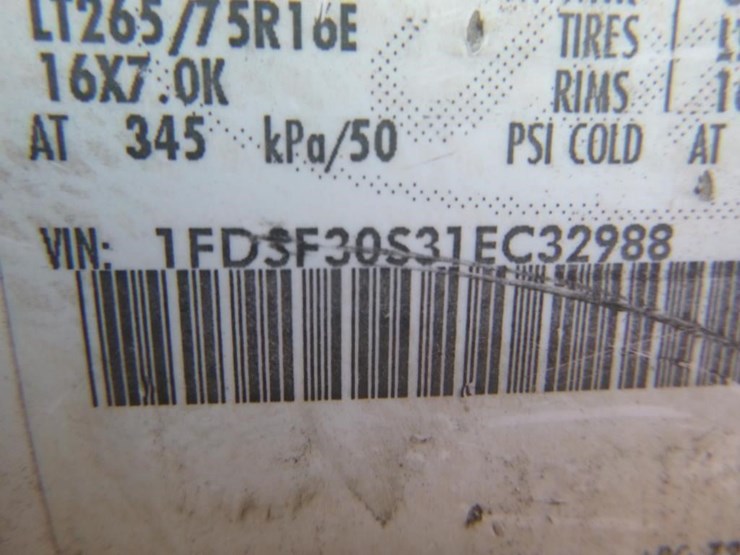 LT265/75R16E TIRES
16X7.0K RIMS
AT 345 kPa/50 PSI COLD AT
VIN: 1FDSF30S31EC32988